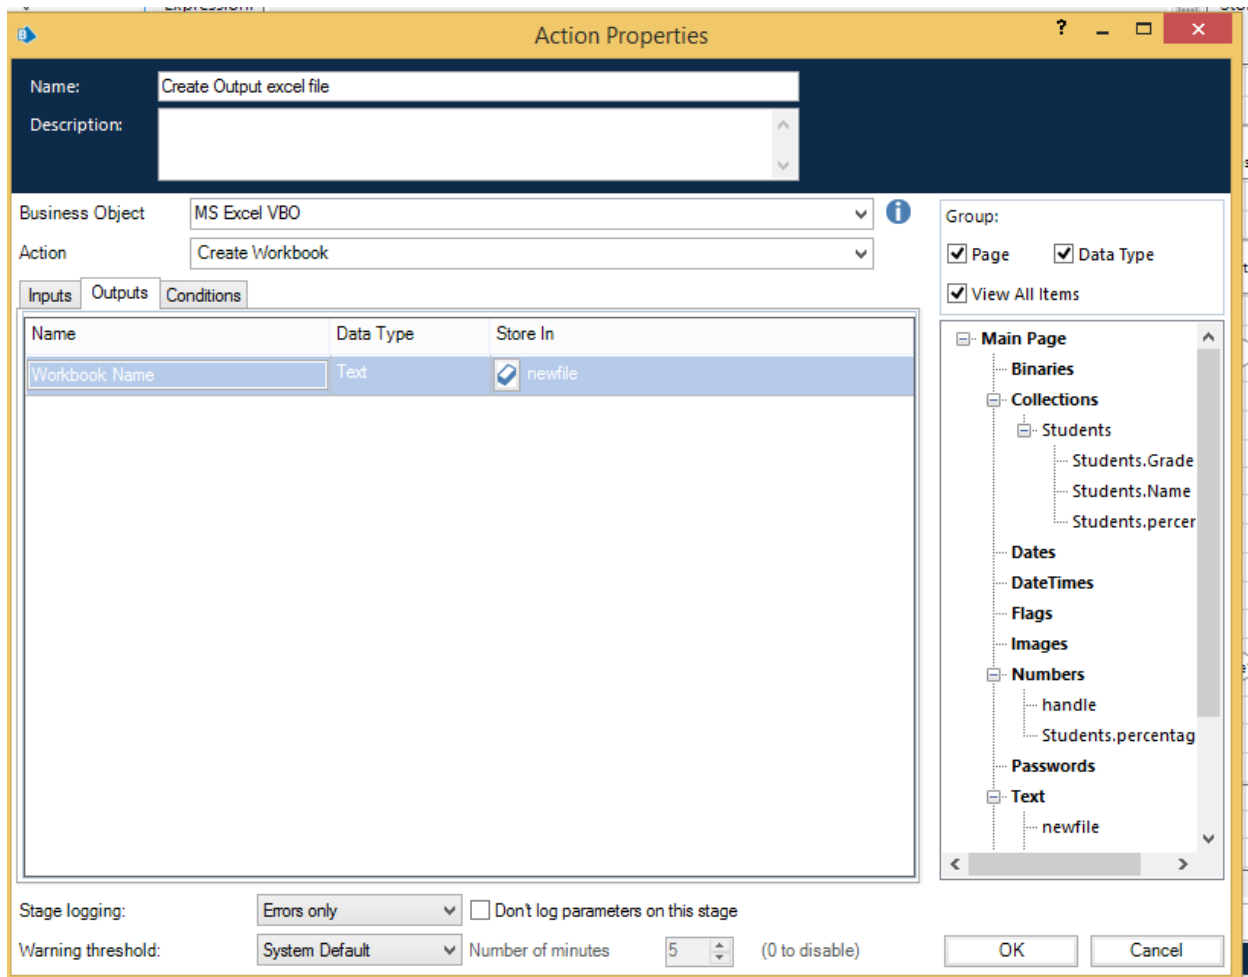 Action Properties
?
Name:
Create Output excel file
Description:
Business Object
MS Excel VBO
Action
Create Workbook
Inputs
Outputs
Conditions
Name
Data Type
Store In
Workbook Name
Text
newfile
Group:
Page
Data Type
View All Items
Main Page
Binaries
Collections
Students
Students.Grade
Students.Name
Students.percer
Dates
DateTimes
Flags
Images
Numbers
handle
Students.percentag
Passwords
Text
newfile
Stage logging:
Errors only
Don't log parameters on this stage
Warning threshold:
System Default
Number of minutes
5
(0 to disable)
OK
Cancel